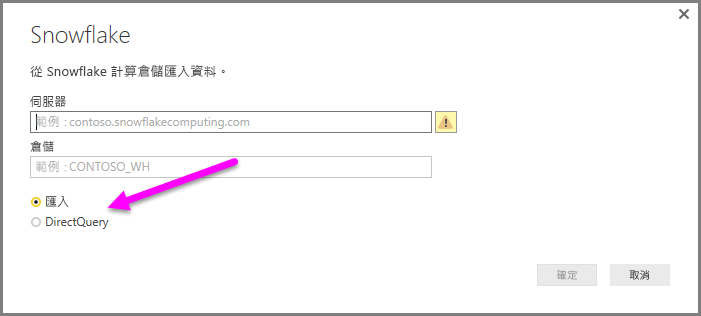 Snowflake
從 Snowflake 計算倉儲匯入資料。
伺服器
範例 : contoso.snowflakecomputing.com
倉儲
範例 : CONTOSO_WH
匯入
DirectQuery
確定
取消